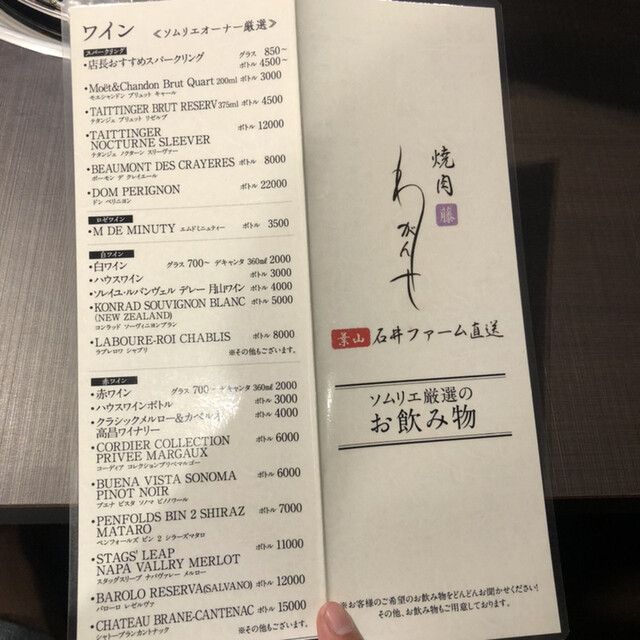 ワイン ≪ソムリエオーナー厳選≫
スパークリング
・店長おすすめスパークリング グラス 850～
ボトル 4500～
・Moët&Chandon Brut Quart 200ml ボトル 3000
モエシャンドン ブリュット キャール
・TAITTINGER BRUT RESERV 375ml ボトル 4500
テタンジェ ブリュット リゼルブ
・TAITTINGER ボトル 12000
NOCTURNE SLEEVER
テタンジェ ノクターン スリーヴァー
・BEAUMONT DES CRAYERES ボトル 8000
ボーモン デ クレイエール
・DOM PERIGNON ボトル 22000
ドン ペリニヨン
ロゼワイン
・M DE MINUTY エムドミニュティー ボトル 3500
白ワイン
・白ワイン グラス 700～ デキャンタ 360㎖ 2000
・ハウスワイン ボトル 3000
・ソレイユ・ルバンヴェル デレー 月山ワイン ボトル 4000
・KONRAD SOUVIGNON BLANC ボトル 5000
(NEW ZEALAND)
コンラッド ソーヴィニヨンブラン
・LABOURE-ROI CHABLIS ボトル 8000
ラブレロワ シャブリ ※その他もございます。
赤ワイン
・赤ワイン グラス 700～ デキャンタ 360㎖ 2000
・ハウスワインボトル ボトル 3000
・クラシックメルロー&カベルネ ボトル 4000
高畠ワイナリー
・CORDIER COLLECTION ボトル 6000
PRIVEE MARGAUX
コーディア コレクションプリベマルゴー
・BUENA VISTA SONOMA ボトル 6000
PINOT NOIR
ブエナ ビスタ ソノマ ピノノワール
・PENFOLDS BIN 2 SHIRAZ ボトル 7000
MATARO
ペンフォールズ ビン 2 シラーズマタロ
・STAGS' LEAP ボトル 11000
NAPA VALLRY MERLOT
スタッグスリープ ナパヴァレー メルロー
・BAROLO RESERVA(SALVANO) ボトル 12000
バローロ レゼルヴァ
・CHATEAU BRANE-CANTENAC ボトル 15000
シャトーブランカントナック
※その他もございます
焼肉
藤
わがんせ
葉山 石井ファーム直送
ソムリエ厳選の
お飲み物
※お客様のご希望のお飲み物をどんどんお聞かせください!
その他、お飲み物もご用意しております。